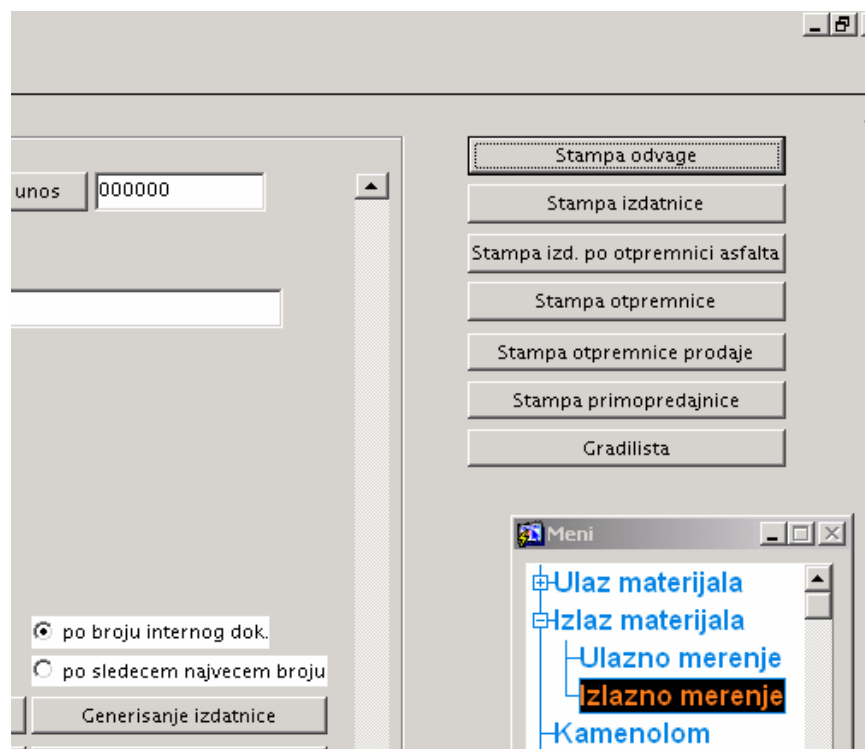 Stampa odvage
unos 000000
Stampa izdatnice
Stampa izd. po otpremnici asfalta
Stampa otpremnice
Stampa otpremnice prodaje
Stampa primopredajnice
Gradilista
Meni
Ulaz materijala
Izlaz materijala
Ulazno merenje
Izlazno merenje
Kamenolom
po broju internog dok.
po sledecem najvecem broju
Generisanje izdatnice